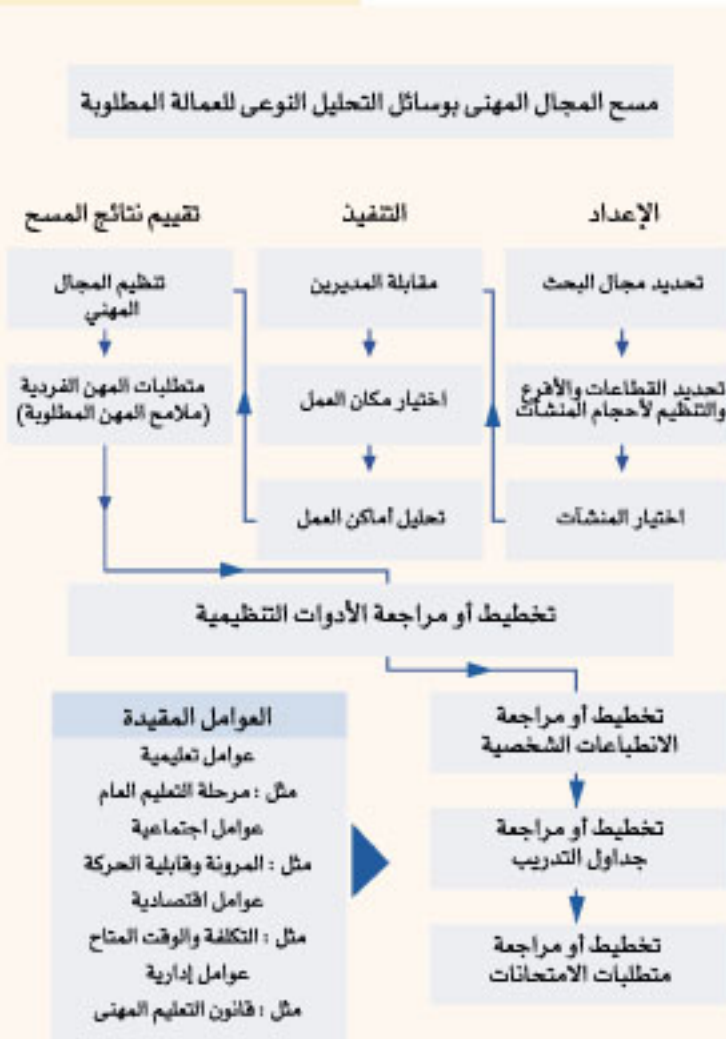 مسح المجال المهنى بوسائل التحليل النوعى للعمالة المطلوبة
الإعداد
تحديد مجال البحث
تحديد القطاعات والأفرع
والتنظيم لأحجام المنشآت
اختيار المنشآت
التنفيذ
مقابلة المديرين
اختيار مكان العمل
تحليل أماكن العمل
تقييم نتائج المسح
تنظيم المجال
المهني
متطلبات المهن الفردية
(ملامح المهن المطلوبة)
تخطيط أو مراجعة الأدوات التنظيمية
تخطيط أو مراجعة
الانطباعات الشخصية
تخطيط أو مراجعة
جداول التدريب
تخطيط أو مراجعة
متطلبات الامتحانات
العوامل المقيدة
عوامل تعليمية
مثل : مرحلة التعليم العام
عوامل اجتماعية
مثل : المرونة وقابلية الحركة
عوامل اقتصادية
مثل : التكلفة والوقت المتاح
عوامل إدارية
مثل : قانون التعليم المهنى